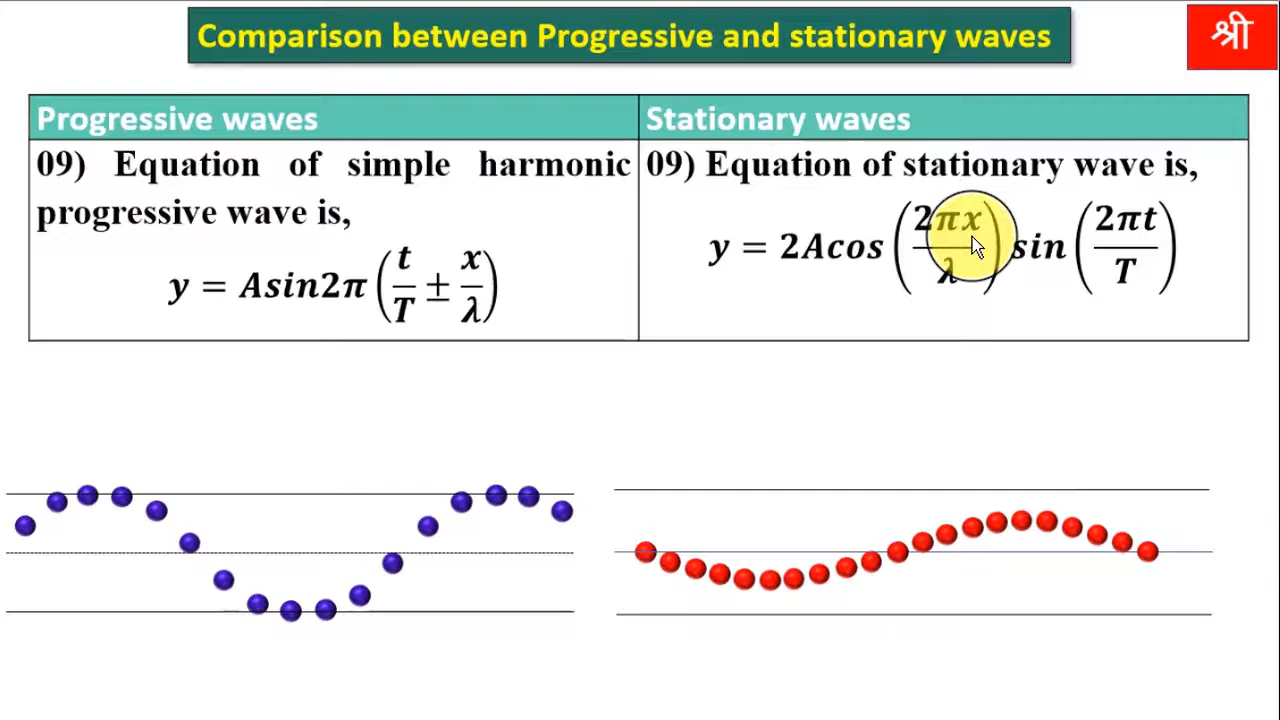 Comparison between Progressive and stationary waves
श्री
Progressive waves
Stationary waves
09) Equation of simple harmonic
progressive wave is,
y = Asin2π(t/T ± x/λ)
09) Equation of stationary wave is,
y = 2Acos(2πx/λ)sin(2πt/T)